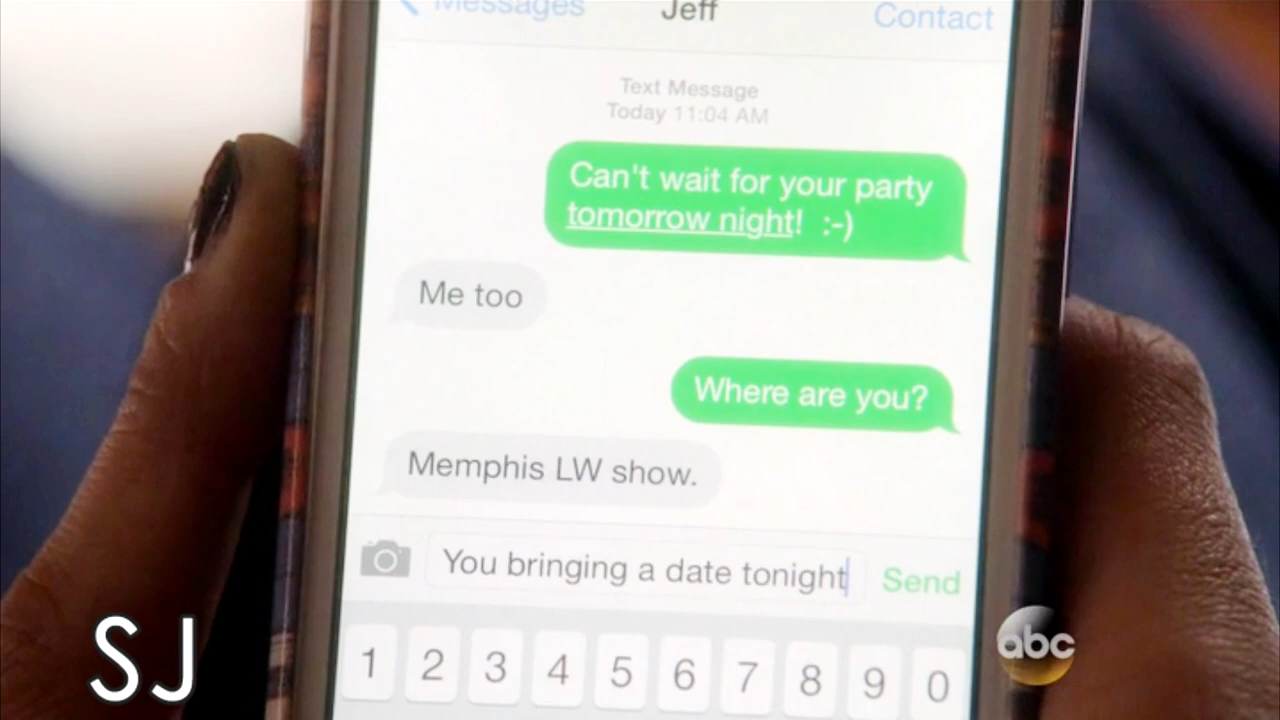 Messages
Jeff
Contact
Text Message
Today 11:04 AM
Can't wait for your party
tomorrow night! :-)
Me too
Where are you?
Memphis LW show.
You bringing a date tonight
Send
1 2 3 4 5 6 7 8 9 0
SJ
abc